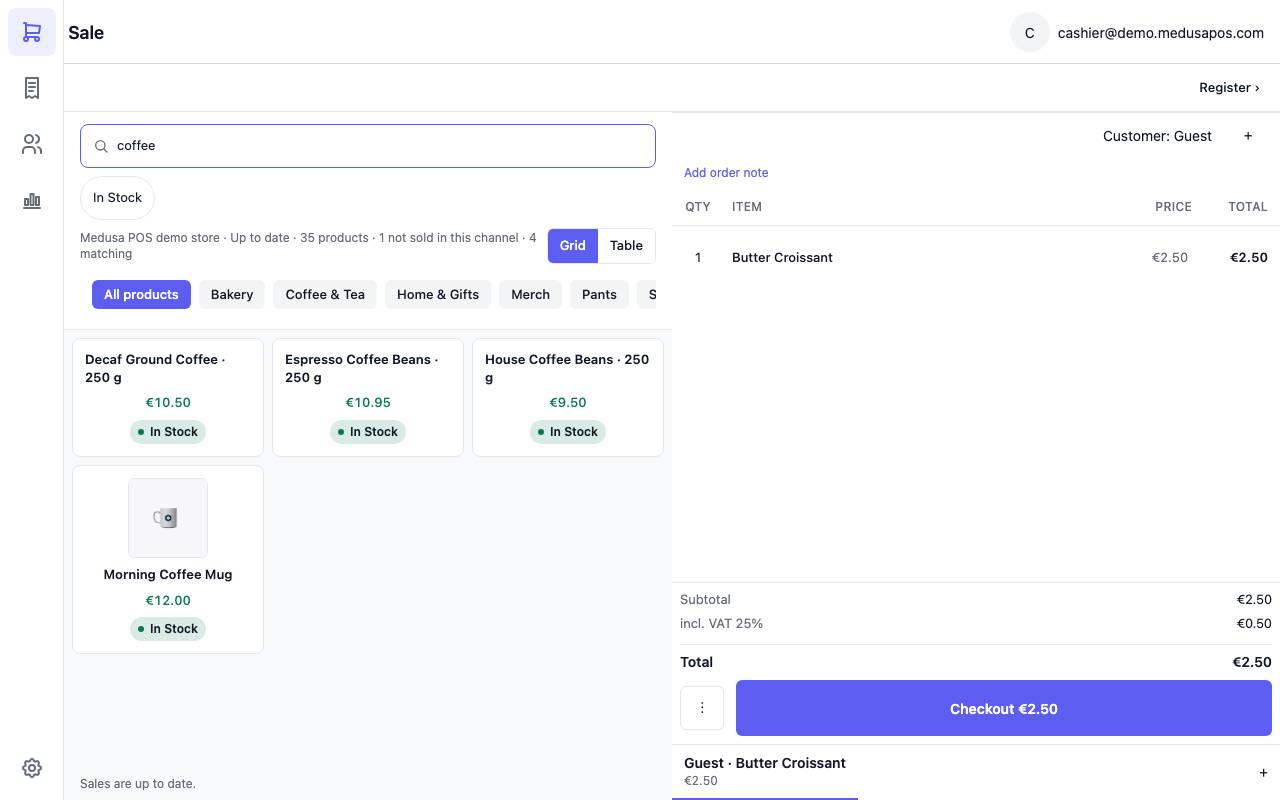 Sale
C
cashier@demo.medusapos.com
Register ›
coffee
In Stock
Medusa POS demo store · Up to date · 35 products · 1 not sold in this channel · 4
matching
Grid
Table
All products
Bakery
Coffee & Tea
Home & Gifts
Merch
Pants
S
Decaf Ground Coffee ·
250 g
€10.50
In Stock
Espresso Coffee Beans ·
250 g
€10.95
In Stock
House Coffee Beans · 250
g
€9.50
In Stock
Morning Coffee Mug
€12.00
In Stock
Sales are up to date.
Customer: Guest
+
Add order note
QTY ITEM PRICE TOTAL
1 Butter Croissant €2.50 €2.50
Subtotal €2.50
incl. VAT 25% €0.50
Total €2.50
⋮
Checkout €2.50
Guest · Butter Croissant
€2.50
+